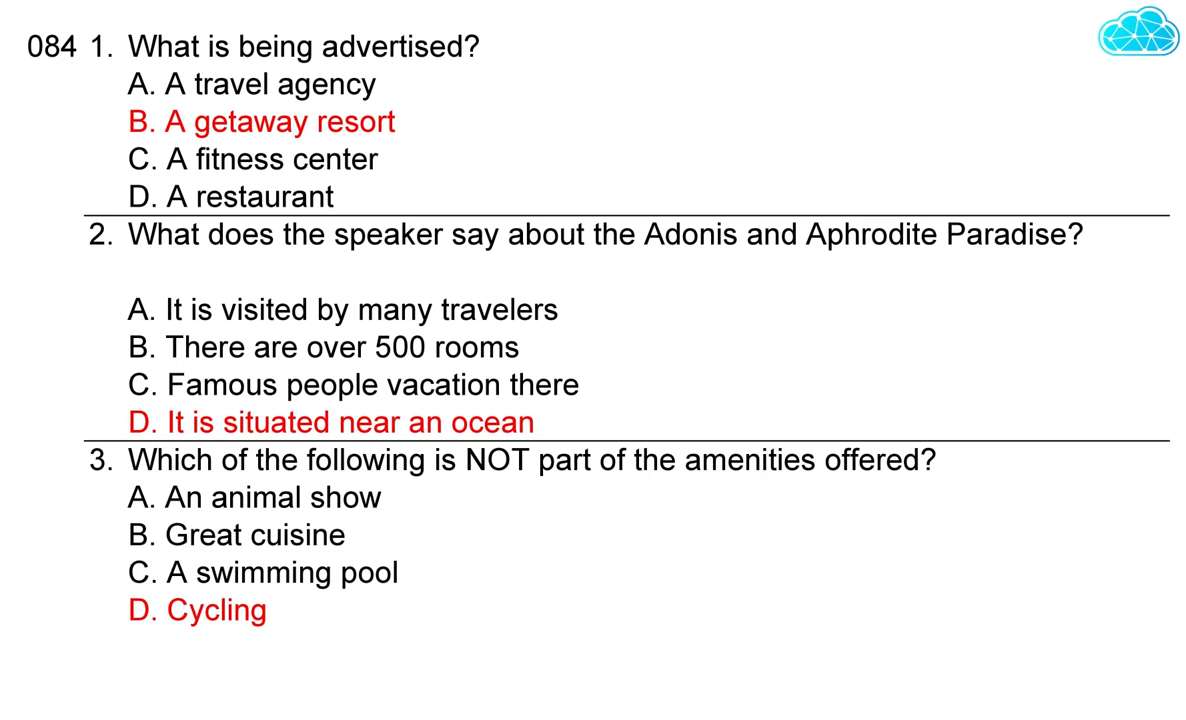 084 1. What is being advertised?
A. A travel agency
B. A getaway resort
C. A fitness center
D. A restaurant
2. What does the speaker say about the Adonis and Aphrodite Paradise?
A. It is visited by many travelers
B. There are over 500 rooms
C. Famous people vacation there
D. It is situated near an ocean
3. Which of the following is NOT part of the amenities offered?
A. An animal show
B. Great cuisine
C. A swimming pool
D. Cycling